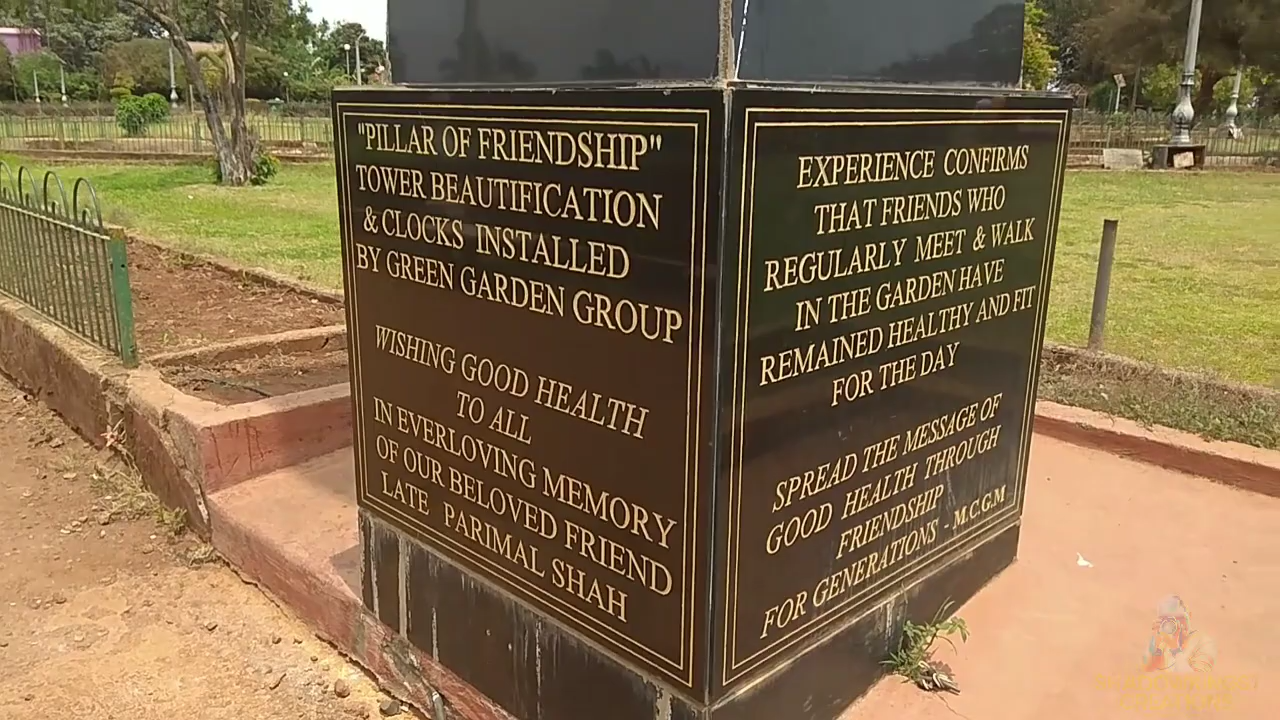 "PILLAR OF FRIENDSHIP"
TOWER BEAUTIFICATION
& CLOCKS INSTALLED
BY GREEN GARDEN GROUP
WISHING GOOD HEALTH
TO ALL
IN EVERLOVING MEMORY
OF OUR BELOVED FRIEND
LATE PARIMAL SHAH
EXPERIENCE CONFIRMS
THAT FRIENDS WHO
REGULARLY MEET & WALK
IN THE GARDEN HAVE
REMAINED HEALTHY AND FIT
FOR THE DAY
SPREAD THE MESSAGE OF
GOOD HEALTH THROUGH
FRIENDSHIP
FOR GENERATIONS - M.C.G.M